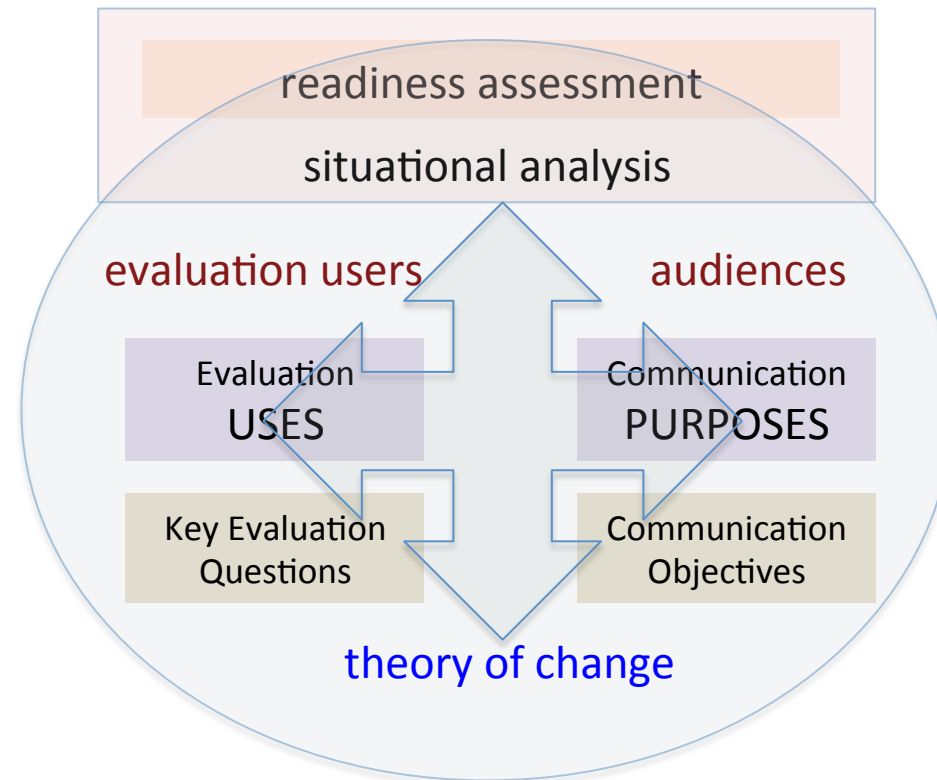 readiness assessment
situational analysis
evaluation users
audiences
Evaluation
USES
Communication
PURPOSES
Key Evaluation
Questions
Communication
Objectives
theory of change